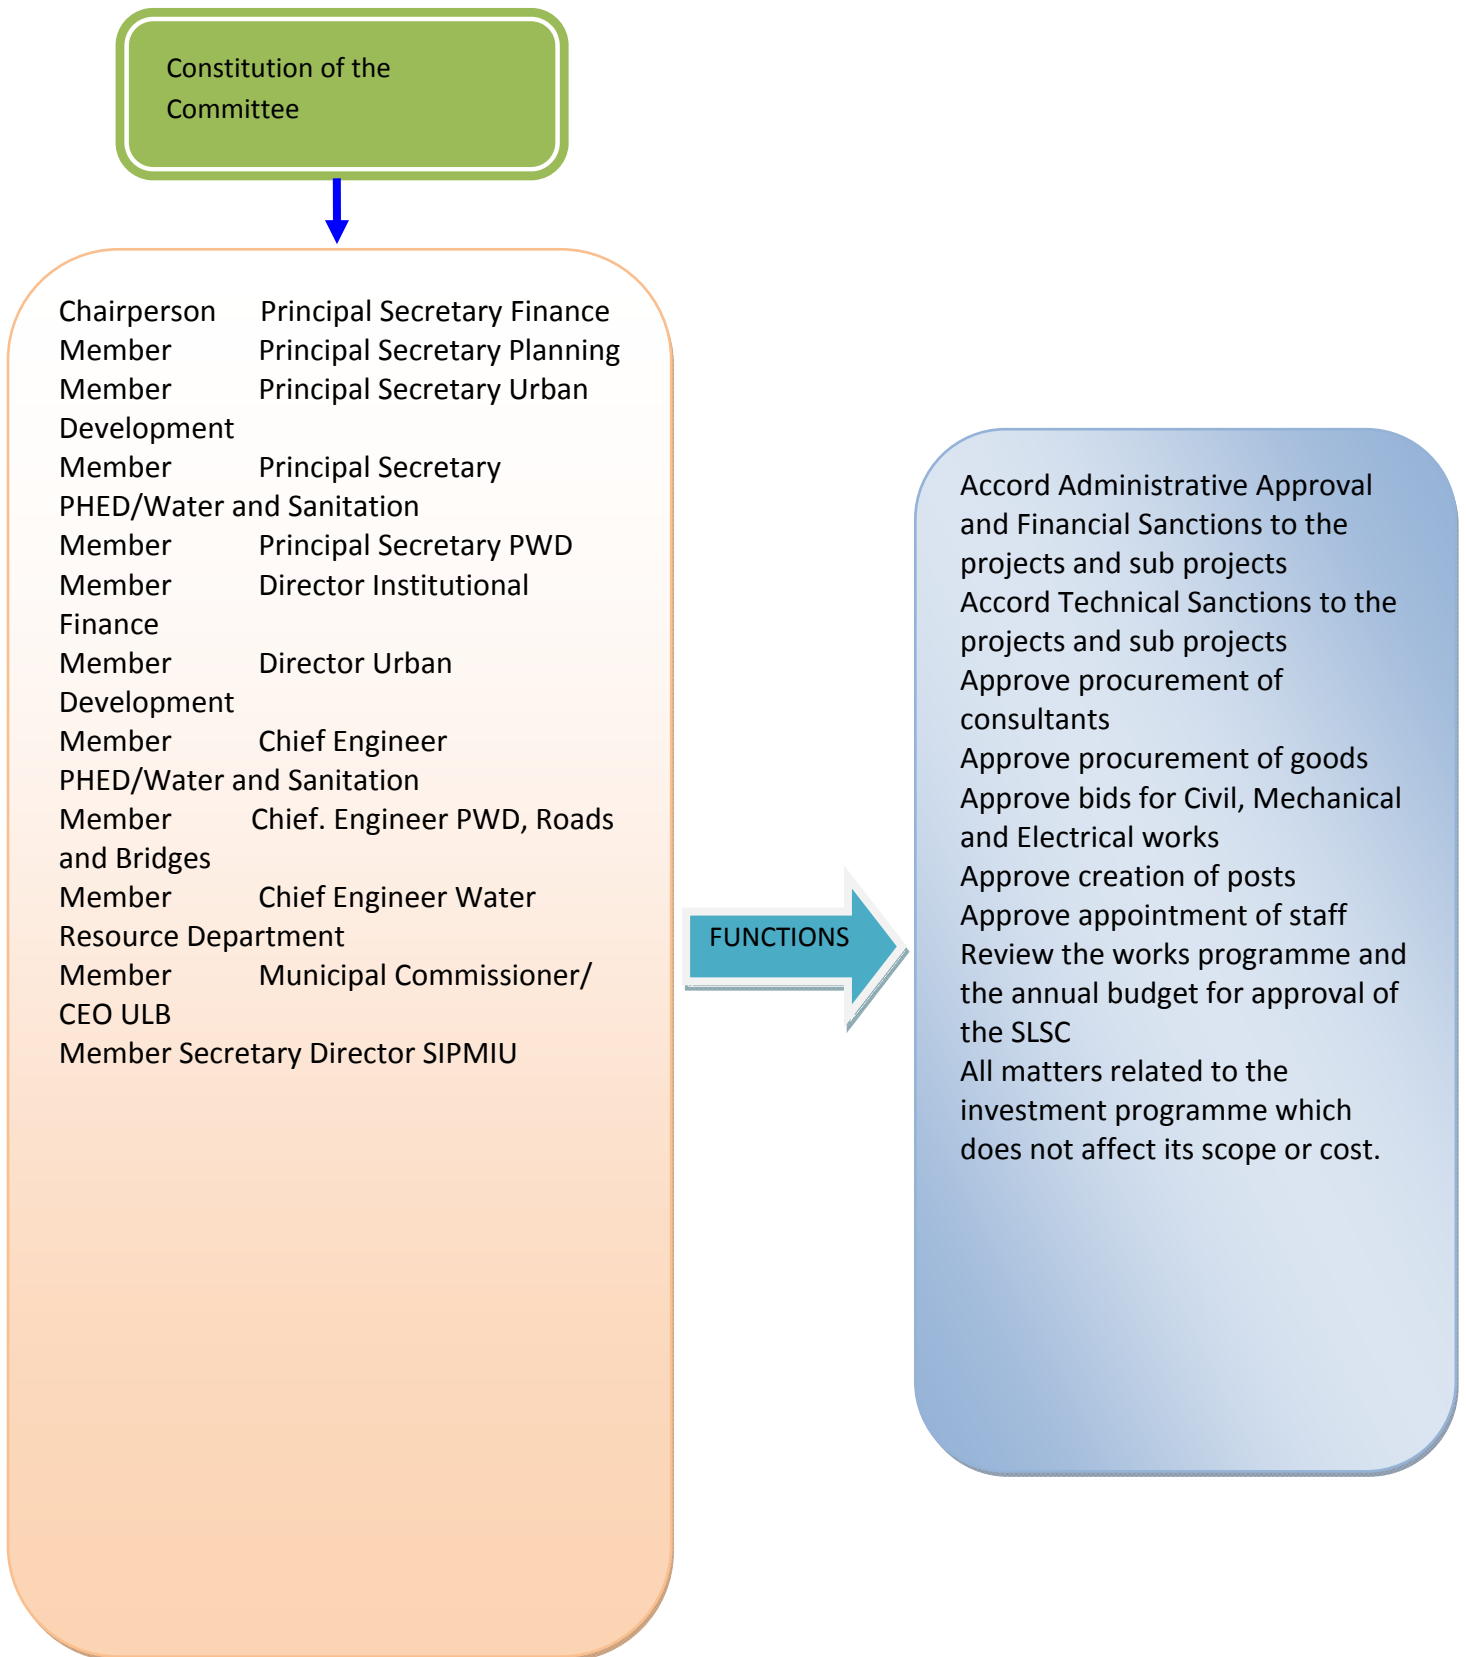 Constitution of the
Committee
Chairperson Principal Secretary Finance
Member Principal Secretary Planning
Member Principal Secretary Urban
Development
Member Principal Secretary
PHED/Water and Sanitation
Member Principal Secretary PWD
Member Director Institutional
Finance
Member Director Urban
Development
Member Chief Engineer
PHED/Water and Sanitation
Member Chief. Engineer PWD, Roads
and Bridges
Member Chief Engineer Water
Resource Department
Member Municipal Commissioner/
CEO ULB
Member Secretary Director SIPMIU
FUNCTIONS
Accord Administrative Approval
and Financial Sanctions to the
projects and sub projects
Accord Technical Sanctions to the
projects and sub projects
Approve procurement of
consultants
Approve procurement of goods
Approve bids for Civil, Mechanical
and Electrical works
Approve creation of posts
Approve appointment of staff
Review the works programme and
the annual budget for approval of
the SLSC
All matters related to the
investment programme which
does not affect its scope or cost.